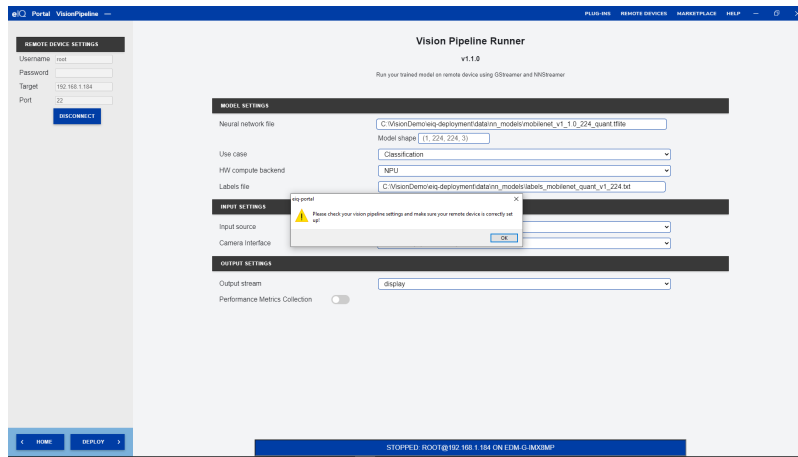 eIQ Portal VisionPipeline —
PLUG-INS REMOTE DEVICES MARKETPLACE HELP
REMOTE DEVICE SETTINGS
Username root
Password
Target 192.168.1.184
Port 22
DISCONNECT
Vision Pipeline Runner
v1.1.0
Run your trained model on remote device using GStreamer and NNStreamer
MODEL SETTINGS
Neural network file C:\VisionDemo\eiq-deployment\data\nn_models\mobilenet_v1_1.0_224_quant.tflite
Model shape (1, 224, 224, 3)
Use case Classification
HW compute backend NPU
Labels file C:\VisionDemo\eiq-deployment\data\nn_models\labels_mobilenet_quant_v1_224.txt
eiq-portal
Please check your vision pipeline settings and make sure your remote device is correctly set
up!
OK
INPUT SETTINGS
Input source
Camera Interface
OUTPUT SETTINGS
Output stream display
Performance Metrics Collection
HOME DEPLOY
STOPPED: ROOT@192.168.1.184 ON EDM-G-IMX8MP